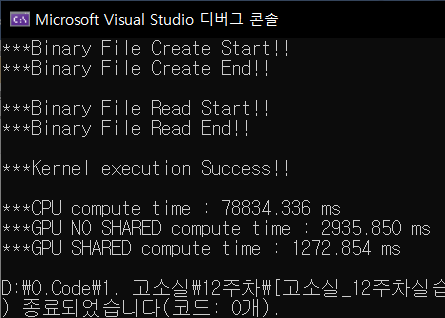 Microsoft Visual Studio 디버그 콘솔
***Binary File Create Start!!
***Binary File Create End!!
***Binary File Read Start!!
***Binary File Read End!!
***Kernel execution Success!!
***CPU compute time : 78834.336 ms
***GPU NO SHARED compute time : 2935.850 ms
***GPU SHARED compute time : 1272.854 ms
D:₩0.Code₩1. 고소실₩12주차₩[고소실_12주차실습
) 종료되었습니다(코드: 0개).